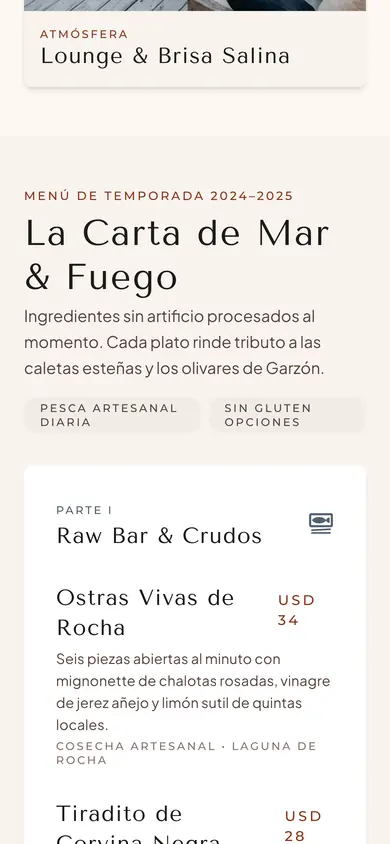 ATMÓSFERA
Lounge & Brisa Salina
MENÚ DE TEMPORADA 2024–2025
La Carta de Mar
& Fuego
Ingredientes sin artificio procesados al
momento. Cada plato rinde tributo a las
caletas esteñas y los olivares de Garzón.
PESCA ARTESANAL
DIARIA
SIN GLUTEN
OPCIONES
PARTE I
Raw Bar & Crudos
Ostras Vivas de
Rocha
USD
34
Seis piezas abiertas al minuto con
mignonette de chalotas rosadas, vinagre
de jerez añejo y limón sutil de quintas
locales.
COSECHA ARTESANAL • LAGUNA DE
ROCHA
Tiradito de
Corvina Negra
USD
28